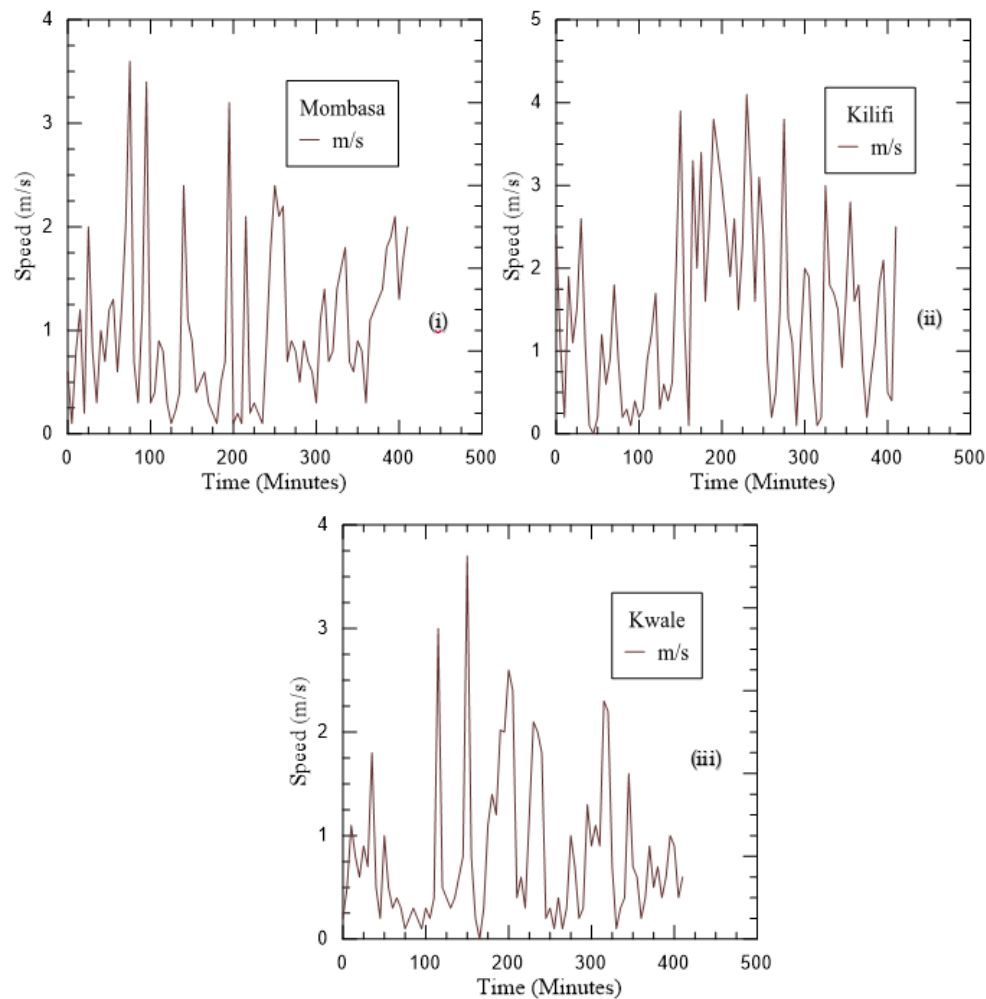 4
3
2
1
0
Speed (m/s)
Mombasa
m/s
(i)
0 100 200 300 400 500
Time (Minutes)
5
4
3
2
1
0
Speed (m/s)
Kilifi
m/s
(ii)
0 100 200 300 400 500
Time (Minutes)
4
3
2
1
0
Speed (m/s)
Kwale
m/s
(iii)
0 100 200 300 400 500
Time (Minutes)